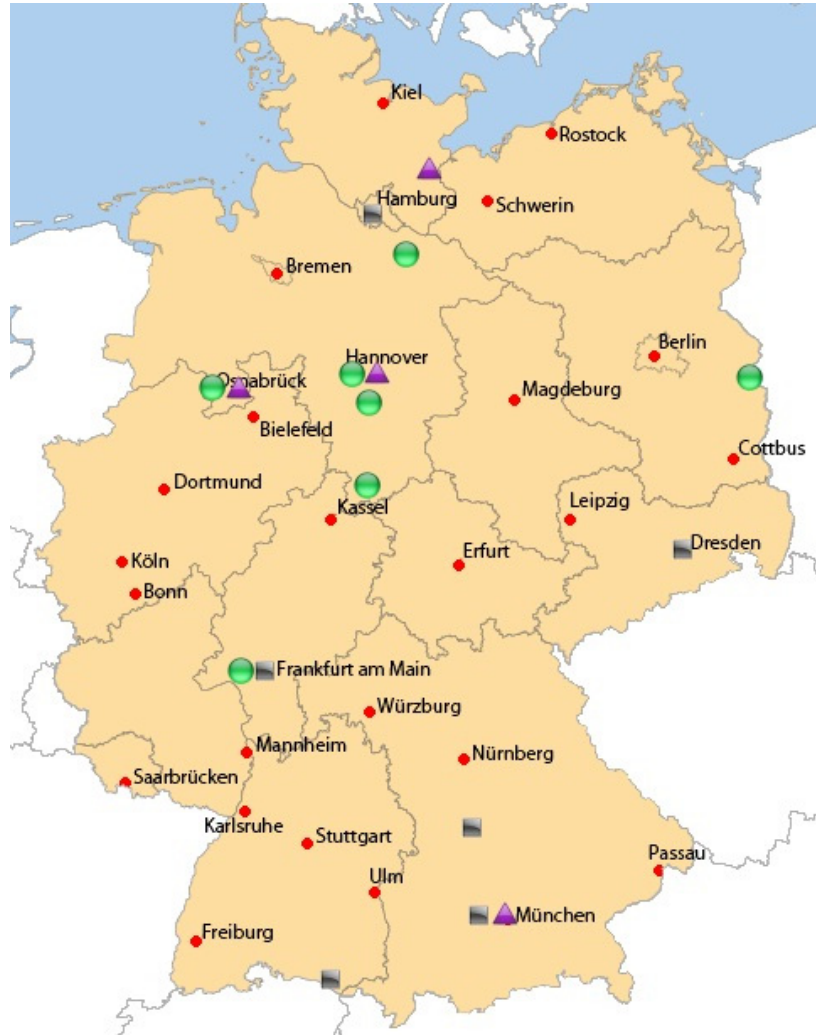 Kiel
Rostock
Hamburg
Schwerin
Bremen
Berlin
Hannover
Osnabrück
Magdeburg
Bielefeld
Cottbus
Dortmund
Leipzig
Kassel
Dresden
Erfurt
Köln
Bonn
Frankfurt am Main
Würzburg
Mannheim
Nürnberg
Saarbrücken
Karlsruhe
Stuttgart
Passau
Ulm
München
Freiburg